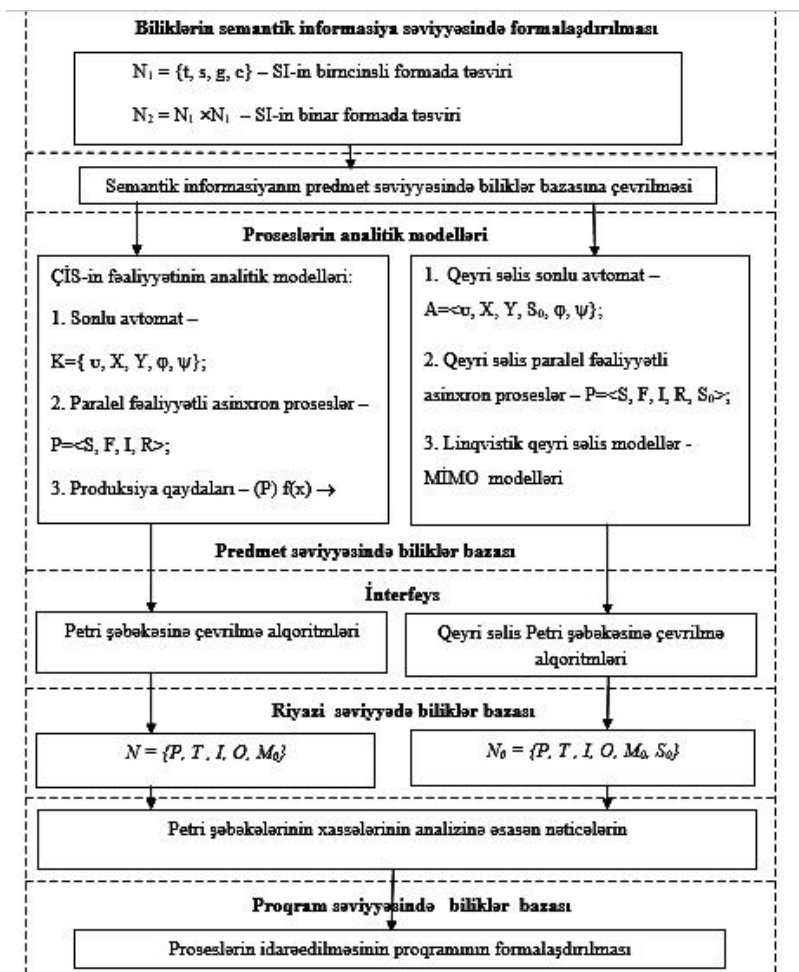 Biliklərin semantik informasiya səviyyəsində formalaşdırılması
N₁ = {t, s, g, c} – SI-in birncinsli formada təsviri
N₂ = N₁ ×N₁ – SI-in binar formada təsviri
Semantik informasiyanın predmet səviyyəsində biliklər bazasına çevrilməsi
Proseslərin analitik modelləri
ÇİS-in fəaliyyətinin analitik modelləri:
1. Sonlu avtomat –
K={ υ, X, Y, φ, ψ};
2. Paralel fəaliyyətli asinxron proseslər –
P=<S, F, I, R>;
3. Produksiya qaydaları – (P) f(x) →
1. Qeyri səlis sonlu avtomat –
A=<υ, X, Y, S₀, φ, ψ};
2. Qeyri səlis paralel fəaliyyətli
asinxron proseslər – P=<S, F, I, R, S₀>;
3. Linqvistik qeyri səlis modellər -
MİMO modelləri
Predmet səviyyəsində biliklər bazası
İnterfeys
Petri şəbəkəsinə çevrilmə alqoritmləri
Qeyri səlis Petri şəbəkəsinə çevrilmə
alqoritmləri
Riyazi səviyyədə biliklər bazası
N = {P, T, I, O, M₀}
N₀ = {P, T, I, O, M₀, S₀}
Petri şəbəkələrinin xassələrinin analizinə əsasən nəticələrin
Proqram səviyyəsində biliklər bazası
Proseslərin idarəedilməsinin proqramının formalaşdırılması